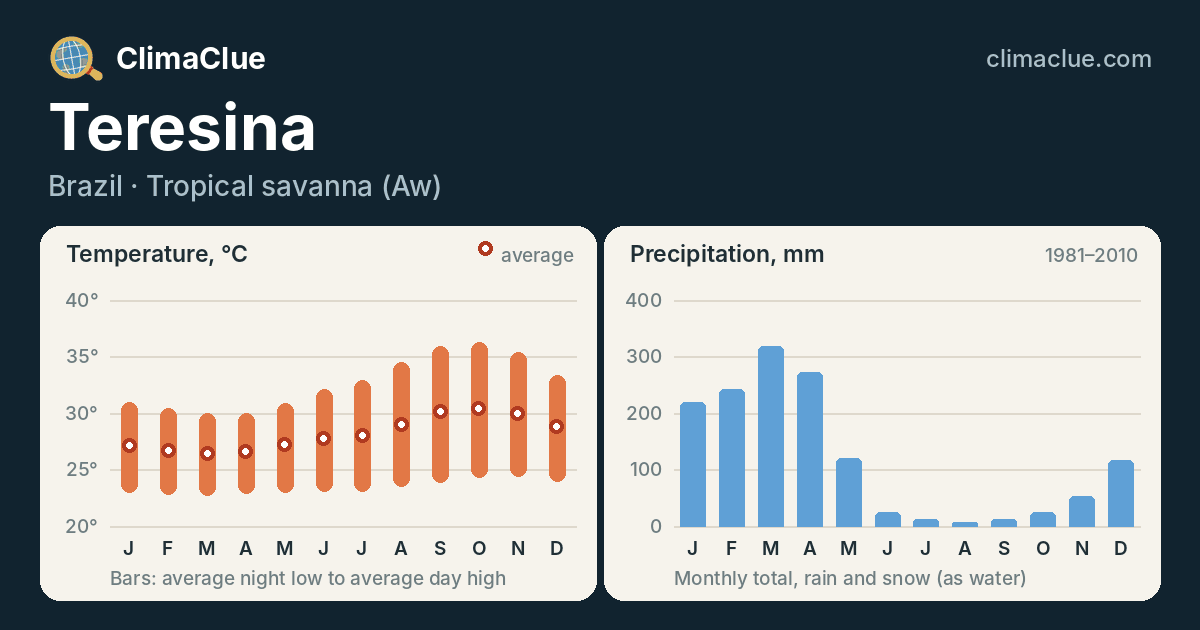 ClimaClue
climaclue.com
Teresina
Brazil · Tropical savanna (Aw)
Temperature, °C
average
40°
35°
30°
25°
20°
J F M A M J J A S O N D
Bars: average night low to average day high
Precipitation, mm
1981–2010
400
300
200
100
0
J F M A M J J A S O N D
Monthly total, rain and snow (as water)